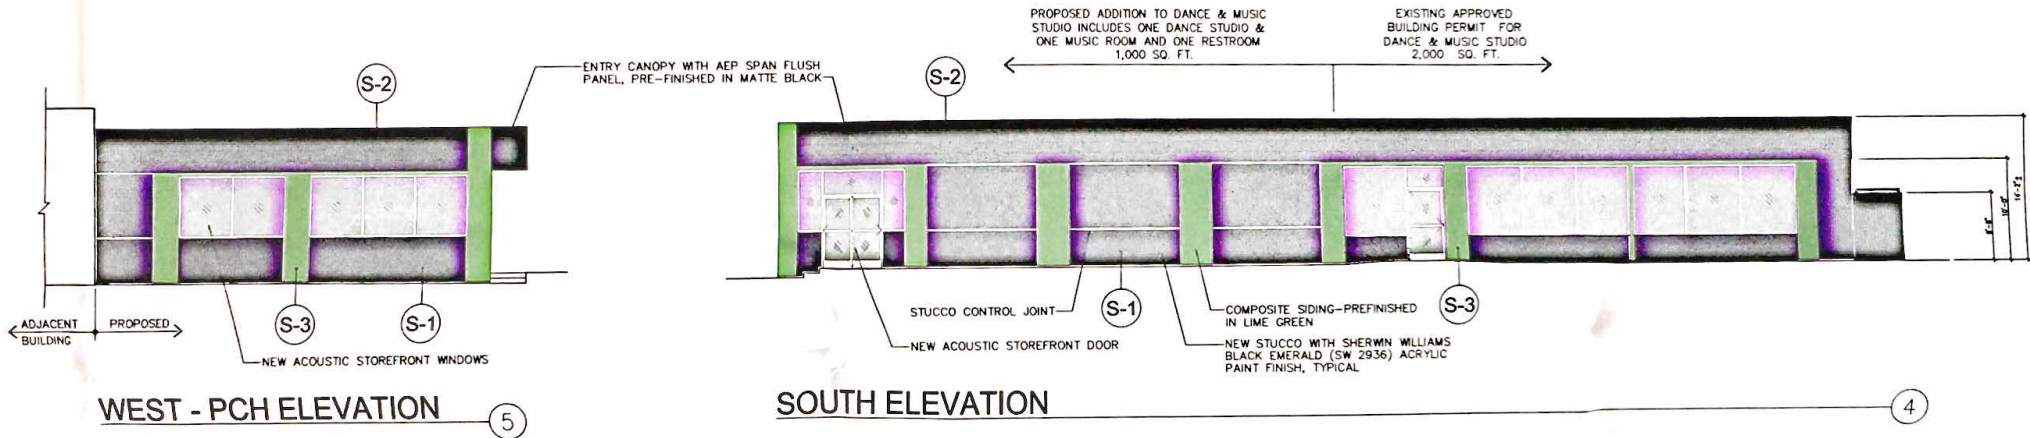 PROPOSED ADDITION TO DANCE & MUSIC
STUDIO INCLUDES ONE DANCE STUDIO &
ONE MUSIC ROOM AND ONE RESTROOM
1,000 SQ. FT.
EXISTING APPROVED
BUILDING PERMIT FOR
DANCE & MUSIC STUDIO
2,000 SQ. FT.
ENTRY CANOPY WITH AEP SPAN FLUSH
PANEL, PRE-FINISHED IN MATTE BLACK
S-2
S-2
ADJACENT
BUILDING
PROPOSED
S-3
S-1
NEW ACOUSTIC STOREFRONT WINDOWS
WEST - PCH ELEVATION
5
STUCCO CONTROL JOINT
S-1
NEW ACOUSTIC STOREFRONT DOOR
COMPOSITE SIDING-PREFINISHED
IN LIME GREEN
S-3
NEW STUCCO WITH SHERWIN WILLIAMS
BLACK EMERALD (SW 2936) ACRYLIC
PAINT FINISH, TYPICAL
SOUTH ELEVATION
4